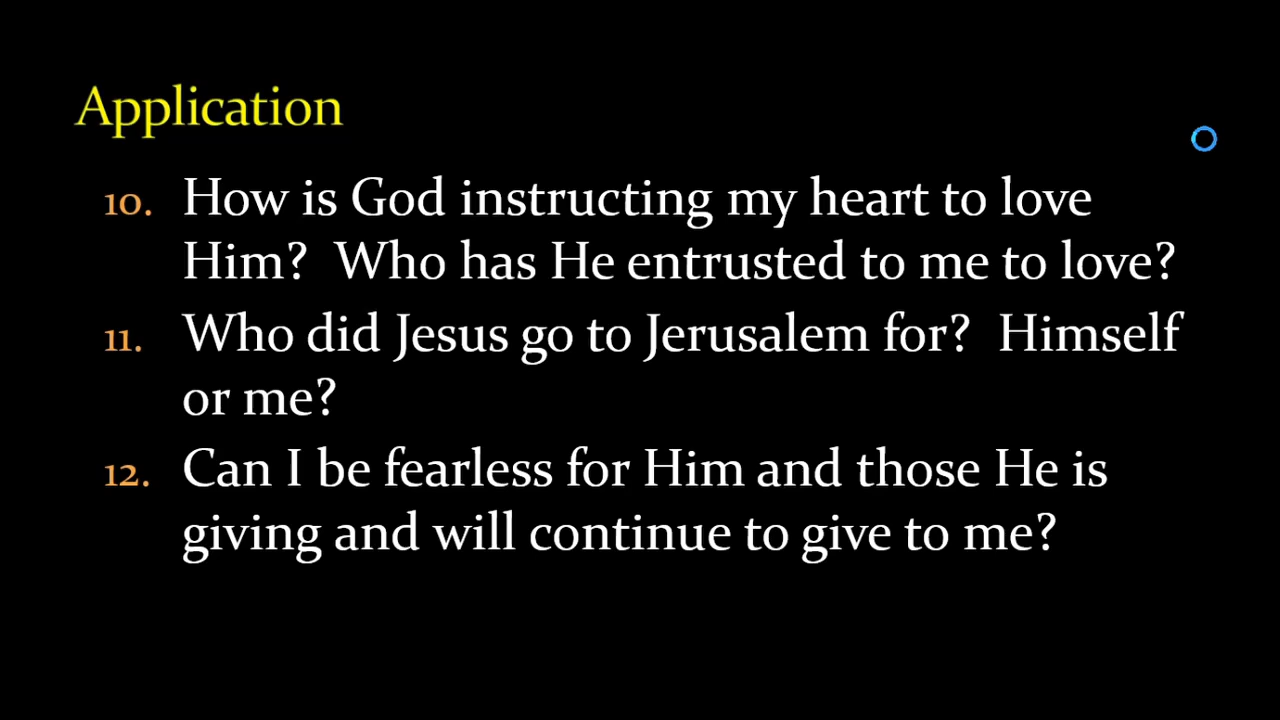 Application
10. How is God instructing my heart to love
Him?  Who has He entrusted to me to love?
11. Who did Jesus go to Jerusalem for?  Himself
or me?
12. Can I be fearless for Him and those He is
giving and will continue to give to me?